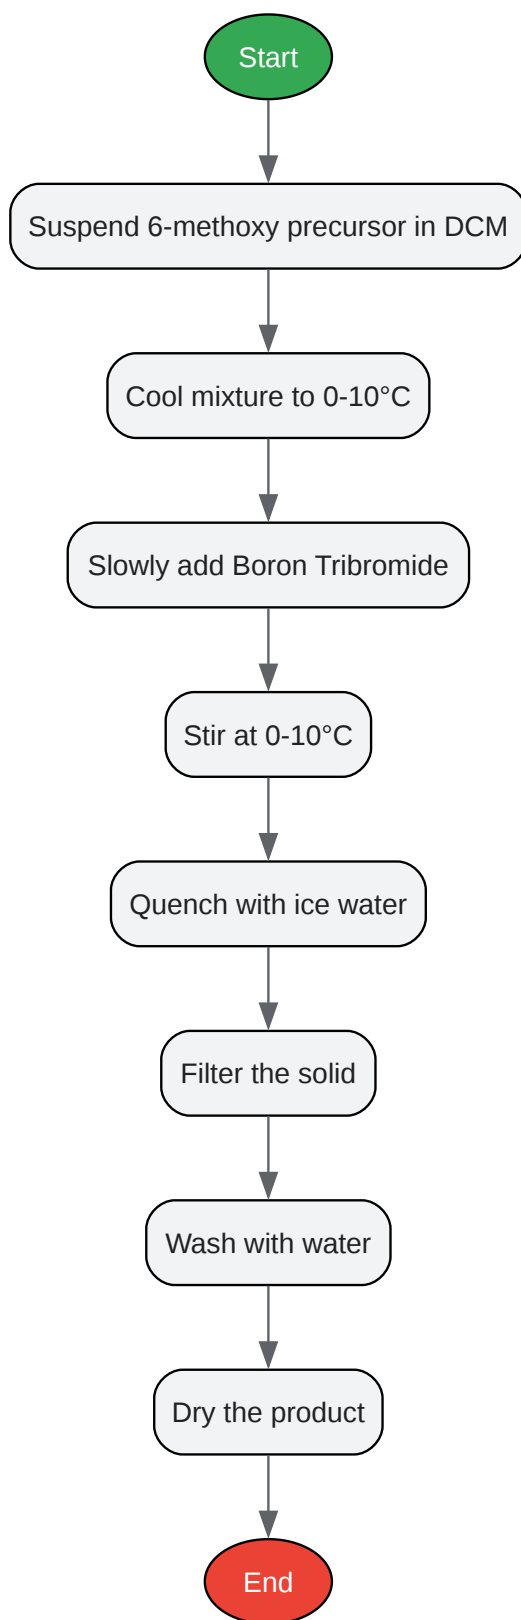 Start
Suspend 6-methoxy precursor in DCM
Cool mixture to 0-10°C
Slowly add Boron Tribromide
Stir at 0-10°C
Quench with ice water
Filter the solid
Wash with water
Dry the product
End